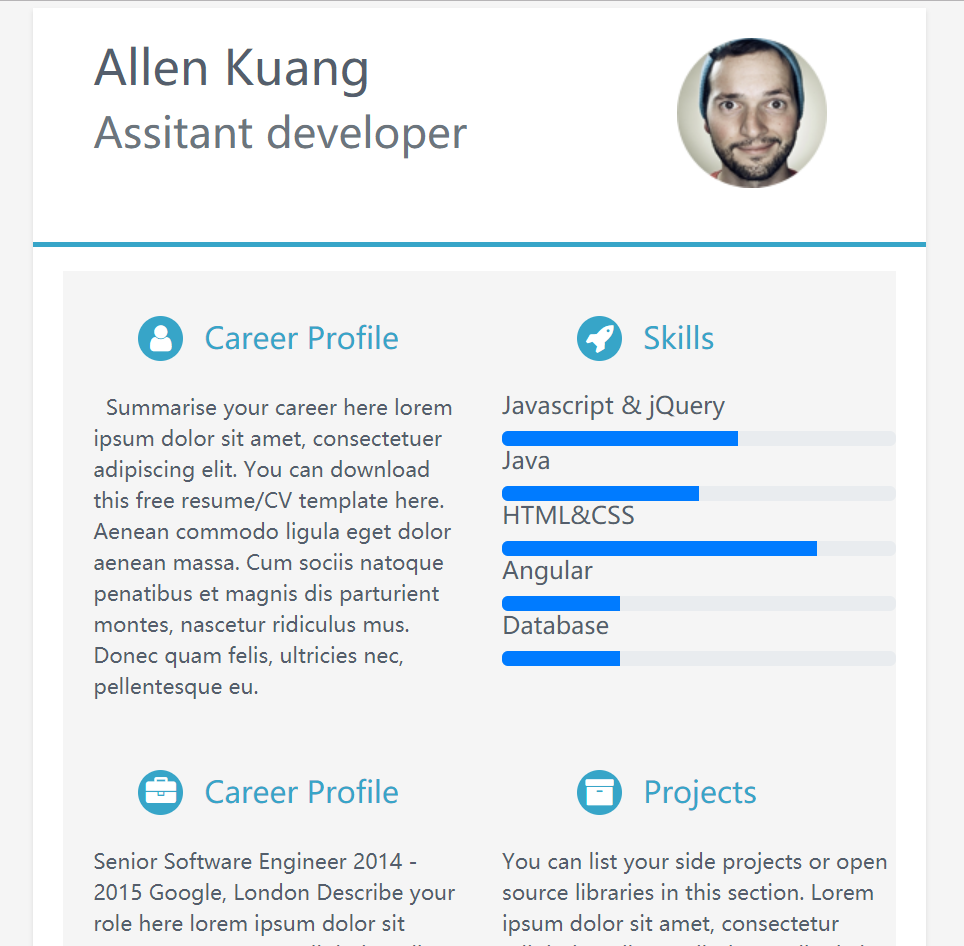 Allen Kuang
Assitant developer
Career Profile
Summarise your career here lorem
ipsum dolor sit amet, consectetuer
adipiscing elit. You can download
this free resume/CV template here.
Aenean commodo ligula eget dolor
aenean massa. Cum sociis natoque
penatibus et magnis dis parturient
montes, nascetur ridiculus mus.
Donec quam felis, ultricies nec,
pellentesque eu.
Skills
Javascript & jQuery
Java
HTML&CSS
Angular
Database
Career Profile
Senior Software Engineer 2014 -
2015 Google, London Describe your
role here lorem ipsum dolor sit
Projects
You can list your side projects or open
source libraries in this section. Lorem
ipsum dolor sit amet, consectetur